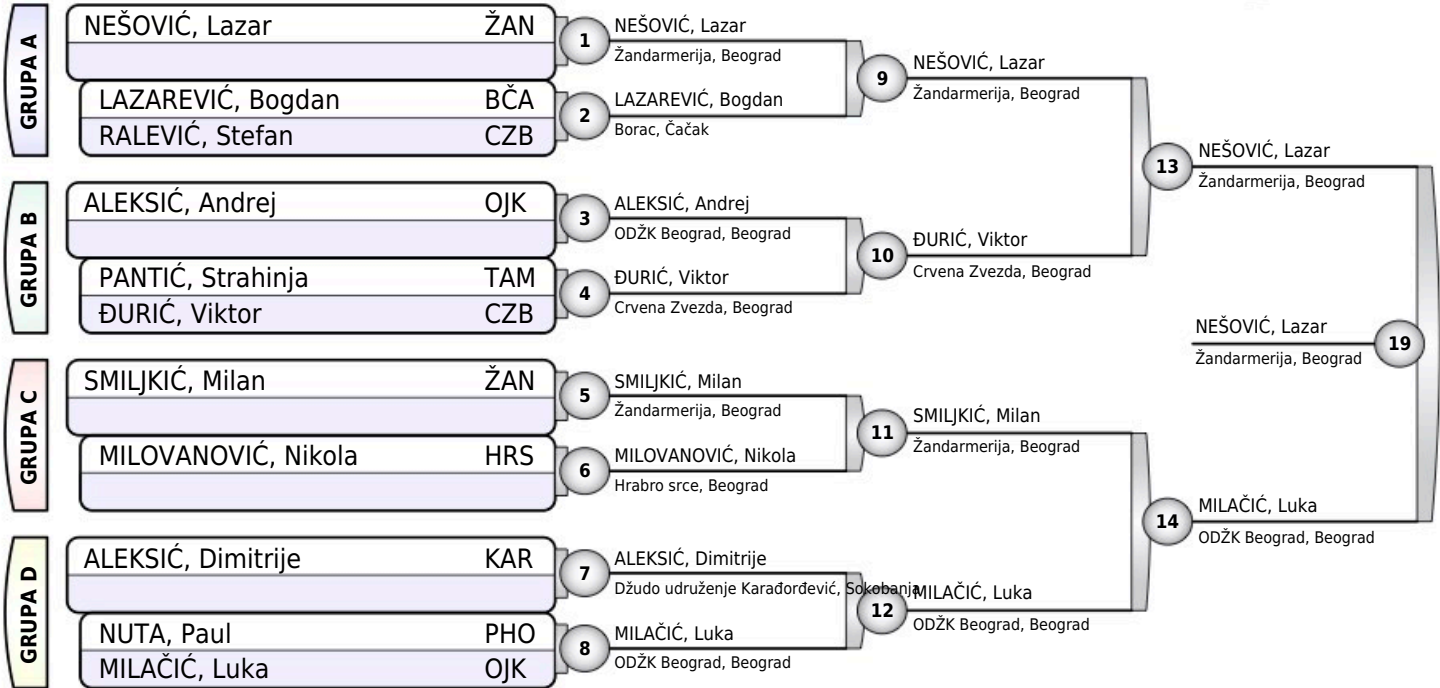 GRUPA A
NEŠOVIĆ, Lazar ŽAN
LAZAREVIĆ, Bogdan BČA
RALEVIĆ, Stefan CZB
GRUPA B
ALEKSIĆ, Andrej OJK
PANTIĆ, Strahinja TAM
ĐURIĆ, Viktor CZB
GRUPA C
SMILJKIĆ, Milan ŽAN
MILOVANOVIĆ, Nikola HRS
GRUPA D
ALEKSIĆ, Dimitrije KAR
NUTA, Paul PHO
MILAČIĆ, Luka OJK
1
NEŠOVIĆ, Lazar
Žandarmerija, Beograd
2
LAZAREVIĆ, Bogdan
Borac, Čačak
3
ALEKSIĆ, Andrej
ODŽK Beograd, Beograd
4
ĐURIĆ, Viktor
Crvena Zvezda, Beograd
5
SMILJKIĆ, Milan
Žandarmerija, Beograd
6
MILOVANOVIĆ, Nikola
Hrabro srce, Beograd
7
ALEKSIĆ, Dimitrije
Džudo udruženje Karađorđević, Sokobanja
8
MILAČIĆ, Luka
ODŽK Beograd, Beograd
9
NEŠOVIĆ, Lazar
Žandarmerija, Beograd
10
ĐURIĆ, Viktor
Crvena Zvezda, Beograd
11
SMILJKIĆ, Milan
Žandarmerija, Beograd
12
MILAČIĆ, Luka
ODŽK Beograd, Beograd
13
NEŠOVIĆ, Lazar
Žandarmerija, Beograd
14
MILAČIĆ, Luka
ODŽK Beograd, Beograd
NEŠOVIĆ, Lazar
Žandarmerija, Beograd
19